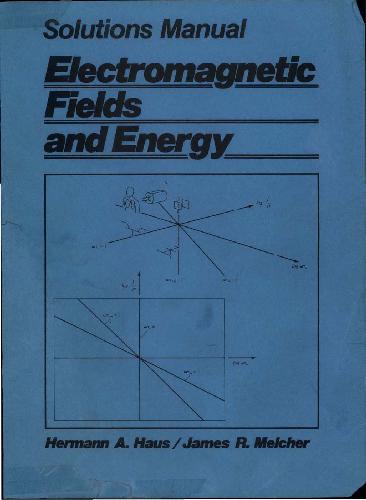 Solutions Manual
Electromagnetic
Fields
and Energy
Hermann A. Haus/James R. Melcher